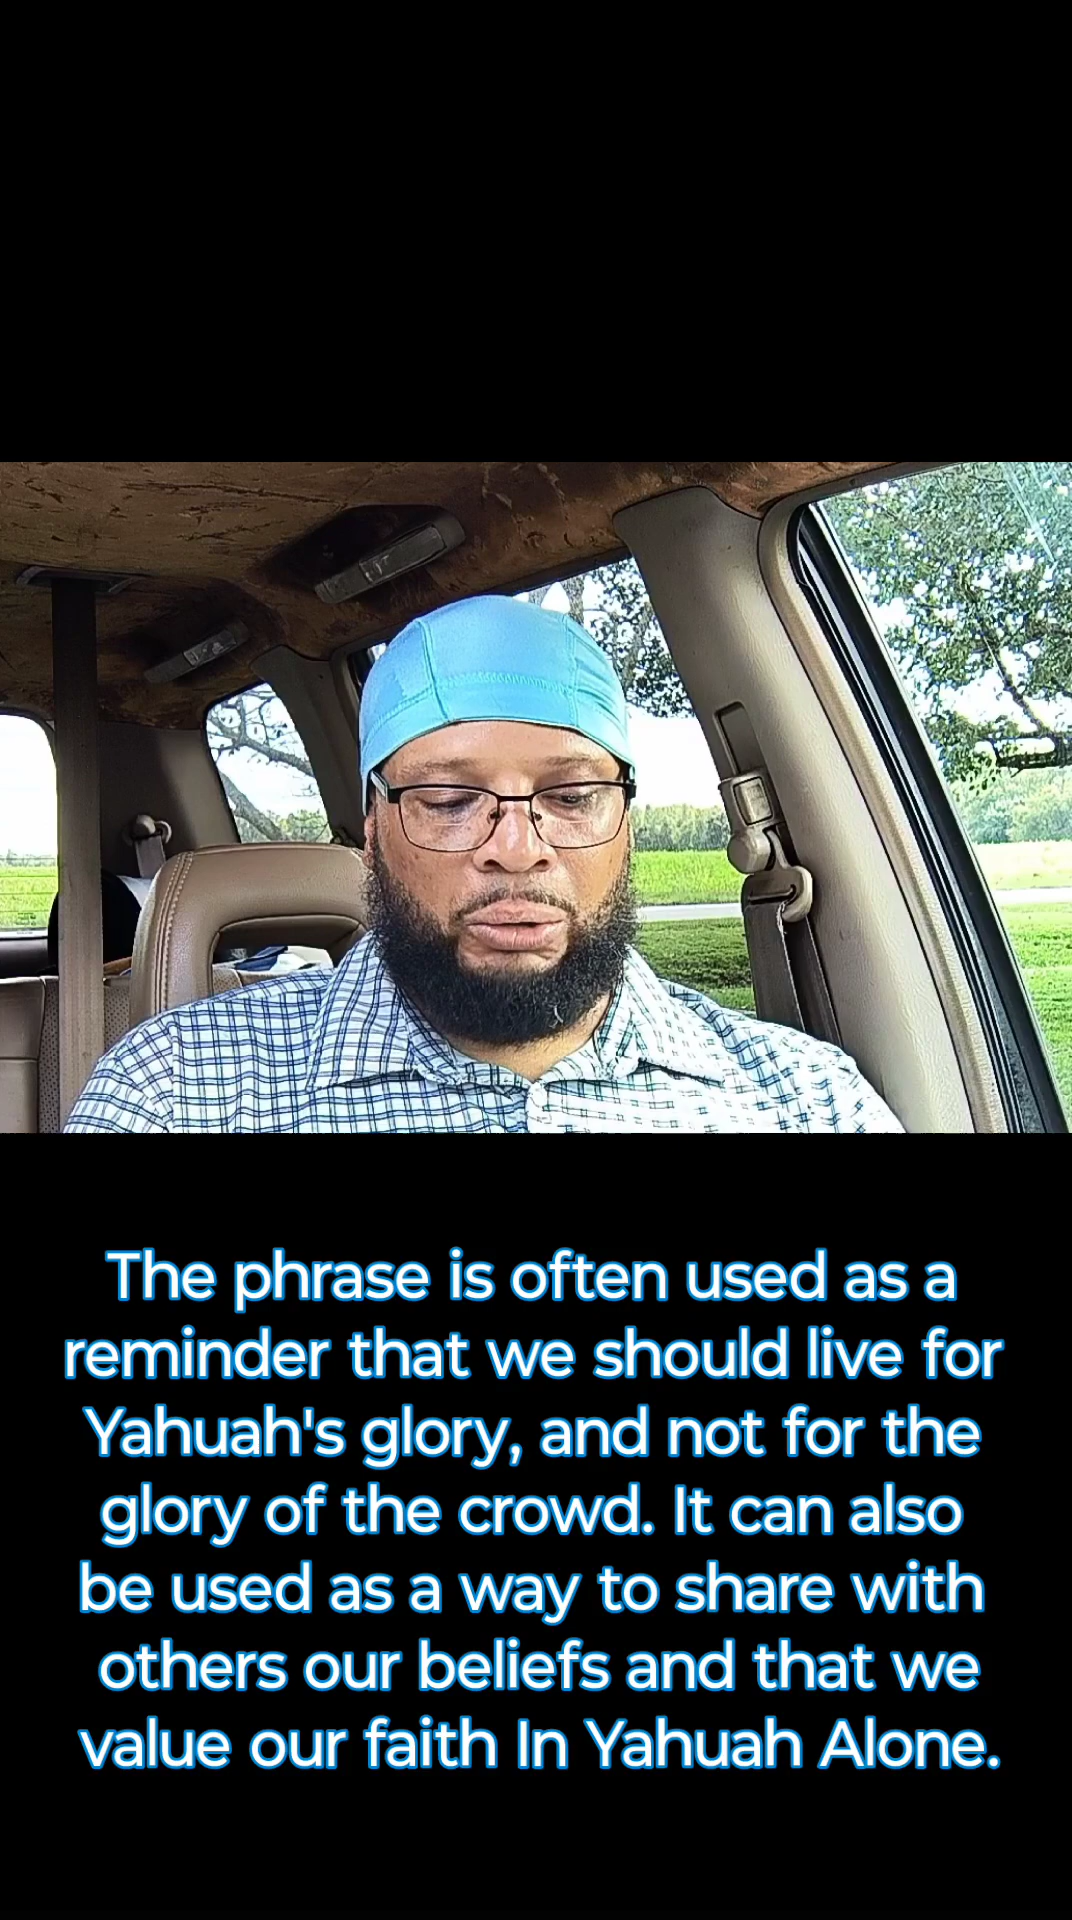 The phrase is often used as a
reminder that we should live for
Yahuah's glory, and not for the
glory of the crowd. It can also
be used as a way to share with
others our beliefs and that we
value our faith In Yahuah Alone.